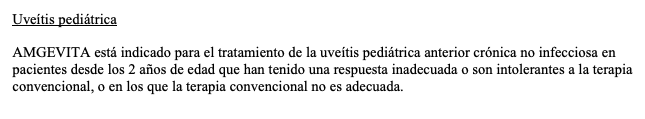 Uveítis pediátrica
AMGEVITA está indicado para el tratamiento de la uveítis pediátrica anterior crónica no infecciosa en
pacientes desde los 2 años de edad que han tenido una respuesta inadecuada o son intolerantes a la terapia
convencional, o en los que la terapia convencional no es adecuada.